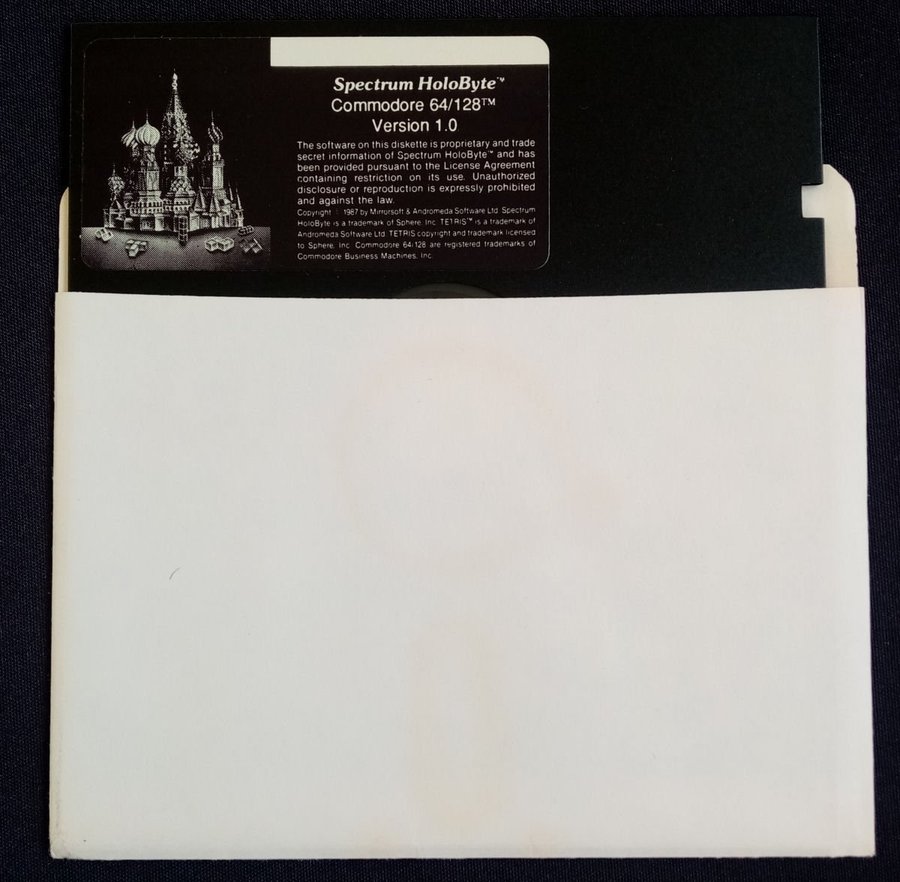 Spectrum HoloByte™
Commodore 64/128™
Version 1.0
The software on this diskette is proprietary and trade
secret information of Spectrum HoloByte™ and has
been provided pursuant to the License Agreement
containing restriction on its use. Unauthorized
disclosure or reproduction is expressly prohibited
and against the law.
Copyright 1987 by Mirrorsoft & Andromeda Software Ltd. Spectrum
HoloByte is a trademark of Sphere, Inc. TETRIS™ is a trademark of
Andromeda Software Ltd. TETRIS copyright and trademark licensed
to Sphere, Inc. Commodore 64/128 are registered trademarks of
Commodore Business Machines, Inc.